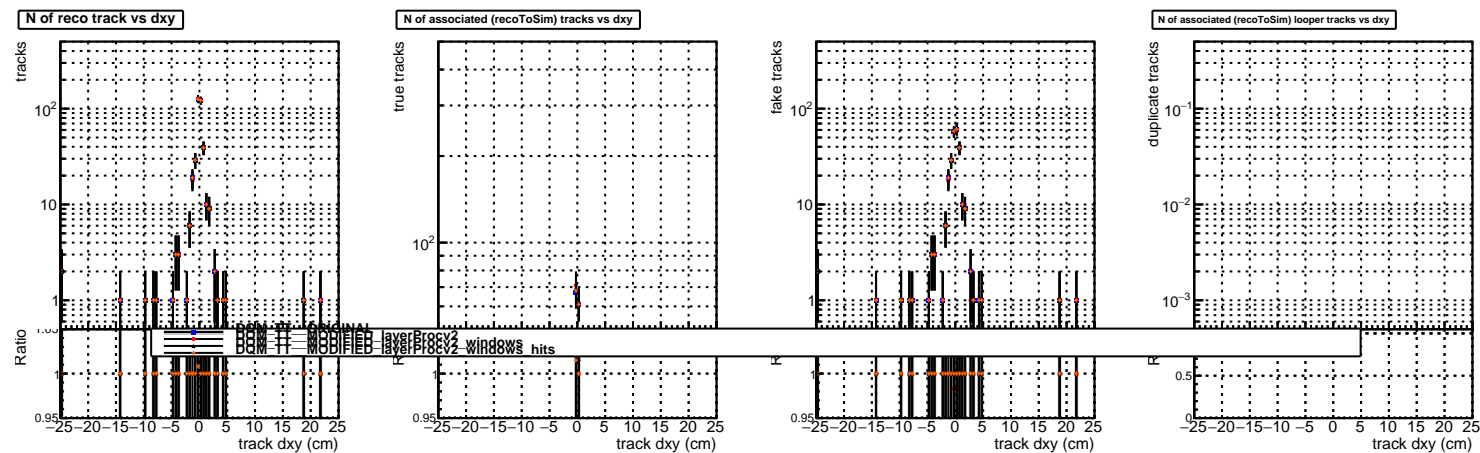 N of reco track vs dxy
tracks
10²
10
1
Ratio
1.05
1
0.95
−25 −20 −15 −10 −5 0 5 10 15 20 25
track dxy (cm)
N of associated (recoToSim) tracks vs dxy
true tracks
10²
−25 −20 −15 −10 −5 0 5 10 15 20 25
0.95
track dxy (cm)
fake tracks
10²
10
1
1
0.95
−25 −20 −15 −10 −5 0 5 10 15 20 25
track dxy (cm)
N of associated (recoToSim) looper tracks vs dxy
duplicate tracks
10⁻¹
10⁻²
10⁻³
0.5
0
−25 −20 −15 −10 −5 0 5 10 15 20 25
track dxy (cm)
DQM_TT__ORIGINAL
DQM_TT__MODIFIED_layerProcv2
DQM_TT__MODIFIED_layerProcv2_windows
DQM_TT__MODIFIED_layerProcv2_windows_hits